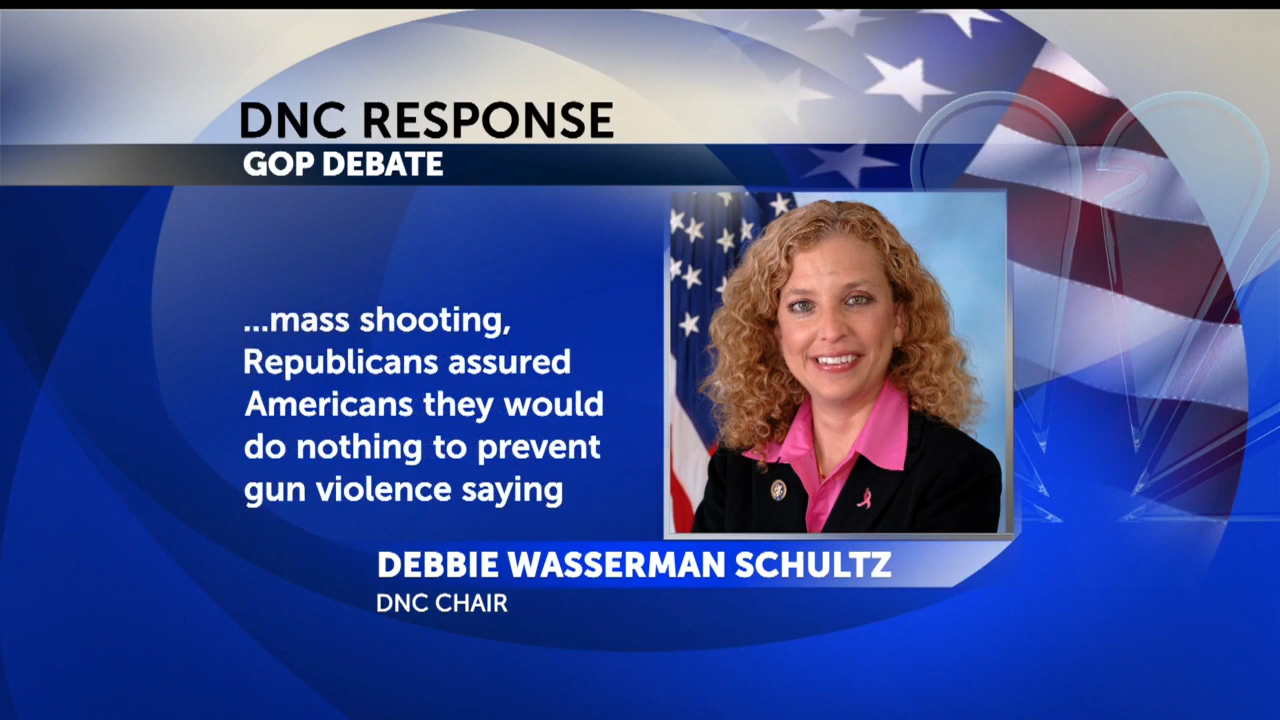 DNC RESPONSE
GOP DEBATE
...mass shooting,
Republicans assured
Americans they would
do nothing to prevent
gun violence saying
DEBBIE WASSERMAN SCHULTZ
DNC CHAIR